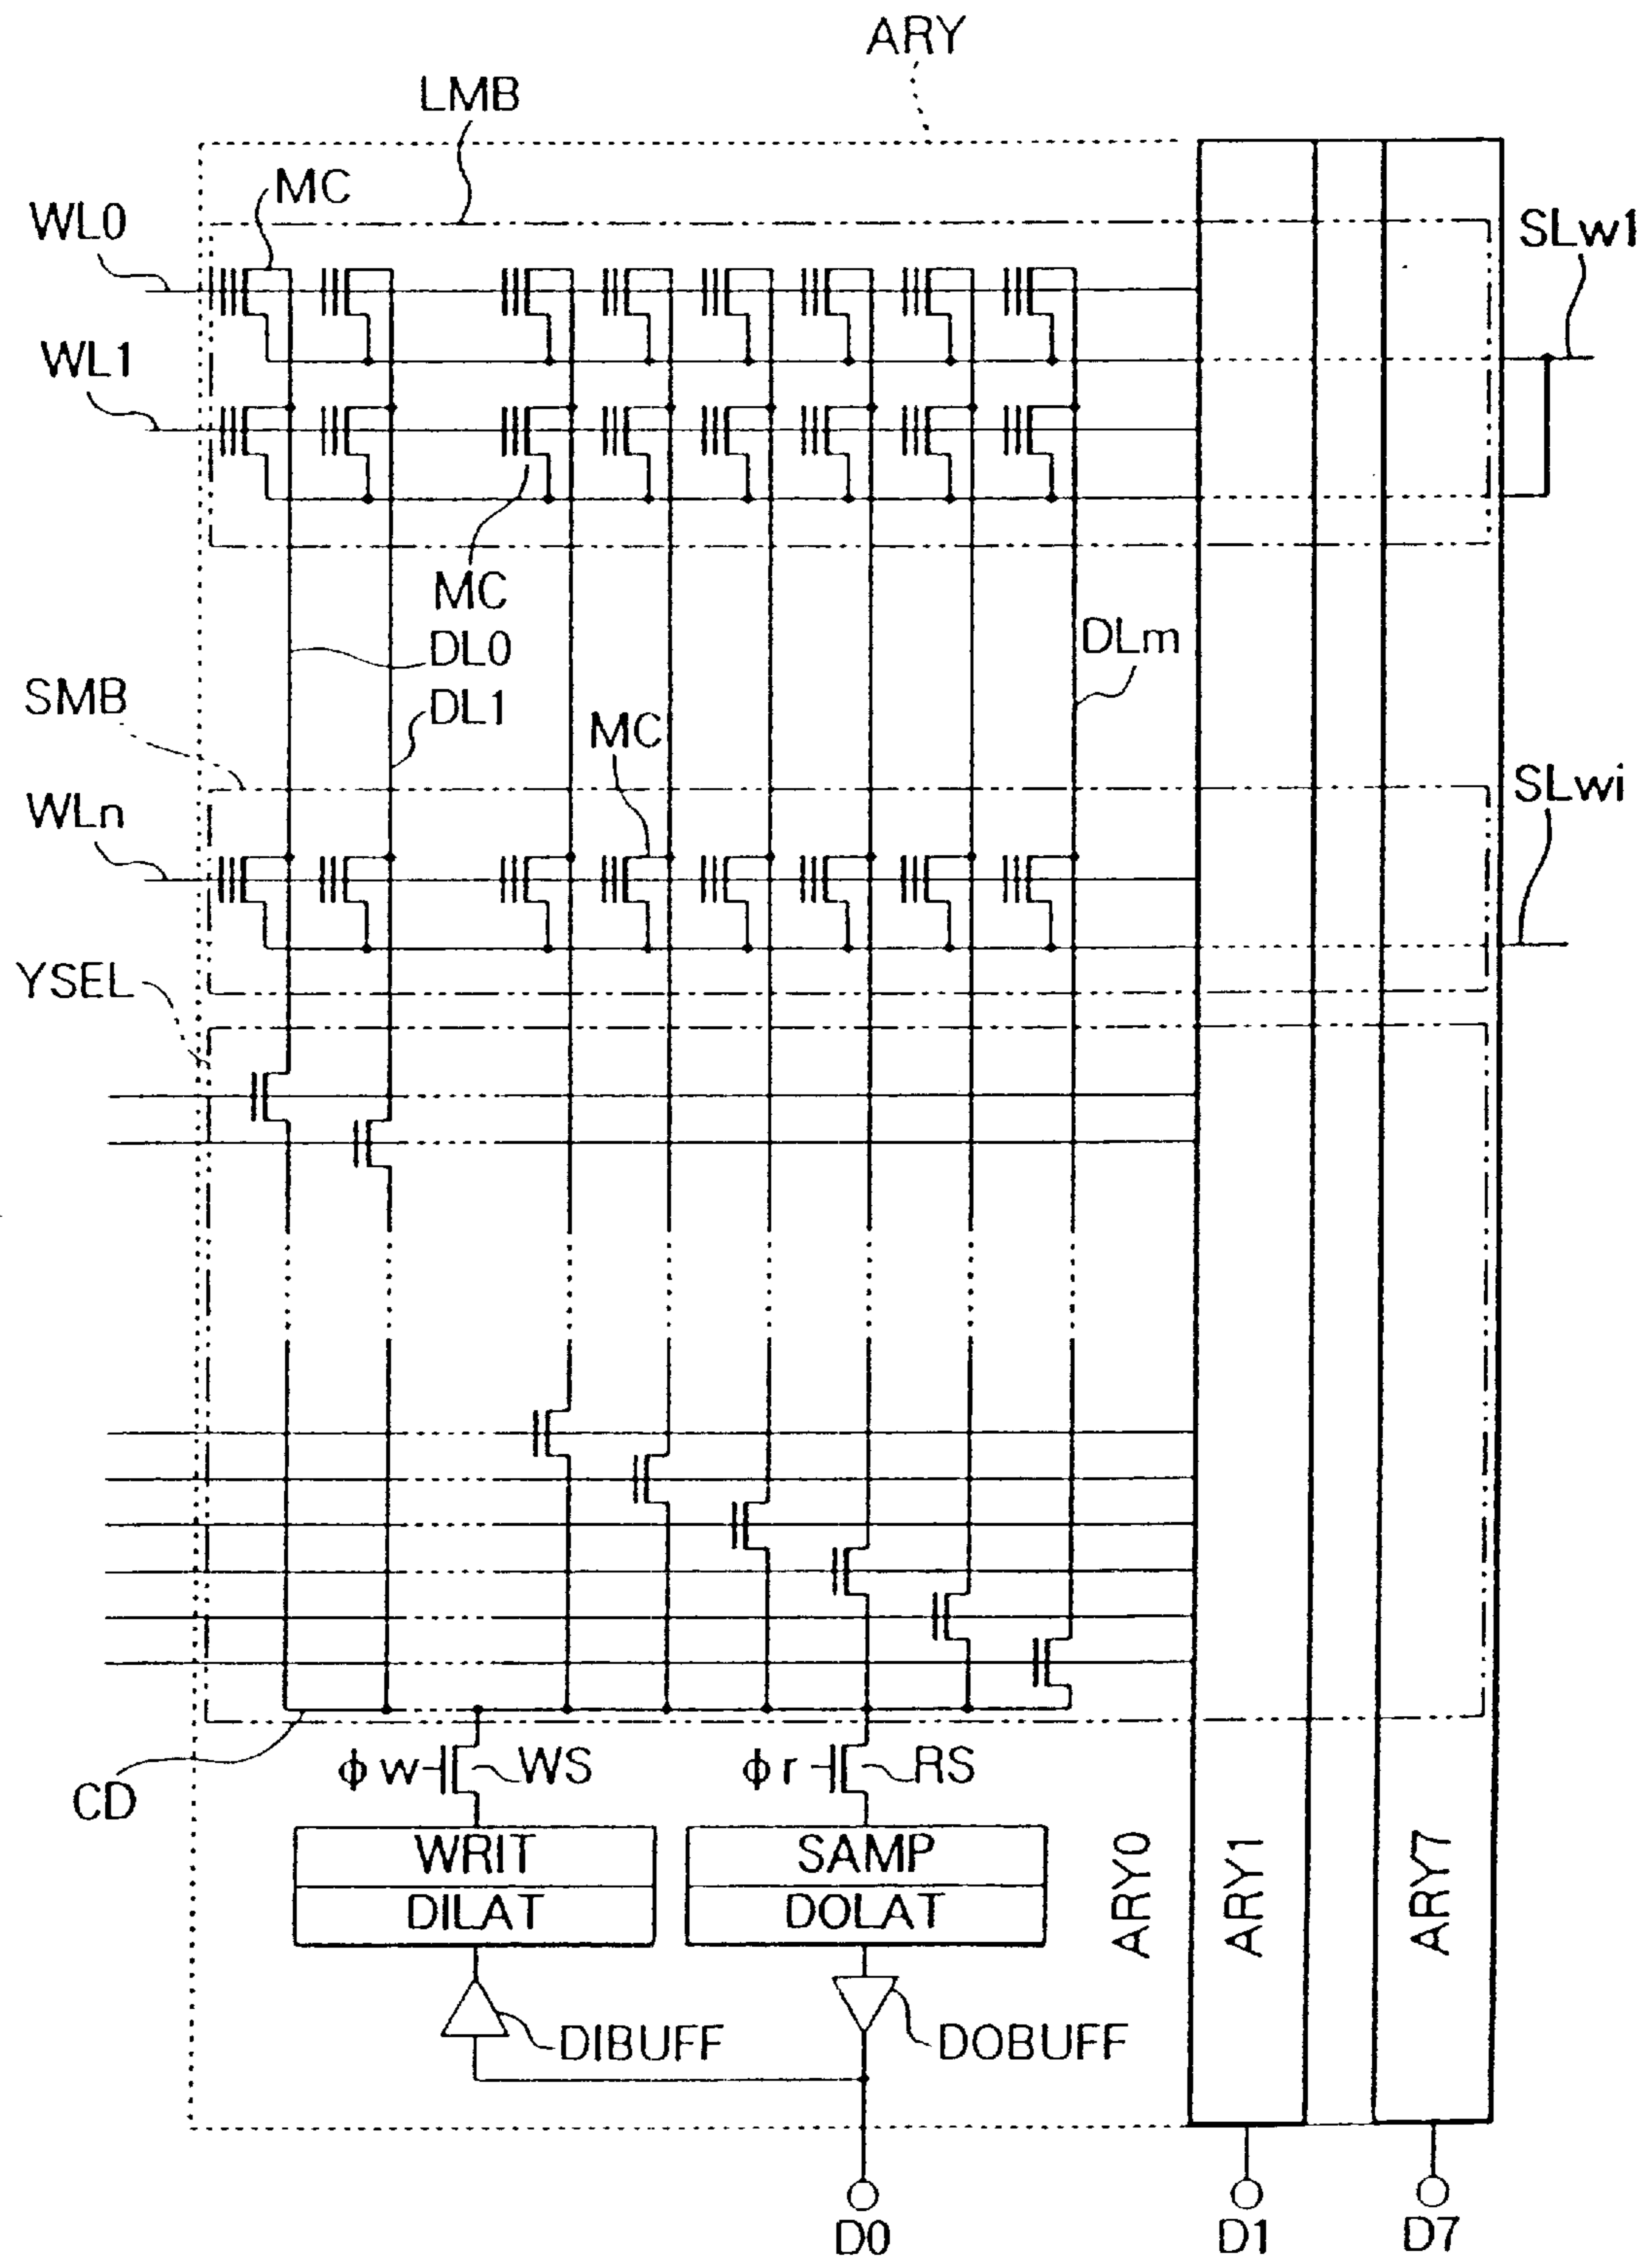 ARY
LMB
MC
WL0
SLw1
WL1
MC
DL0
DLm
SMB
DL1
MC
SLwi
WLn
YSEL
ϕw
WS
ϕr
RS
CD
WRIT
SAMP
DILAT
DOLAT
ARY0
ARY1
ARY7
DIBUFF
DOBUFF
D0
D1
D7